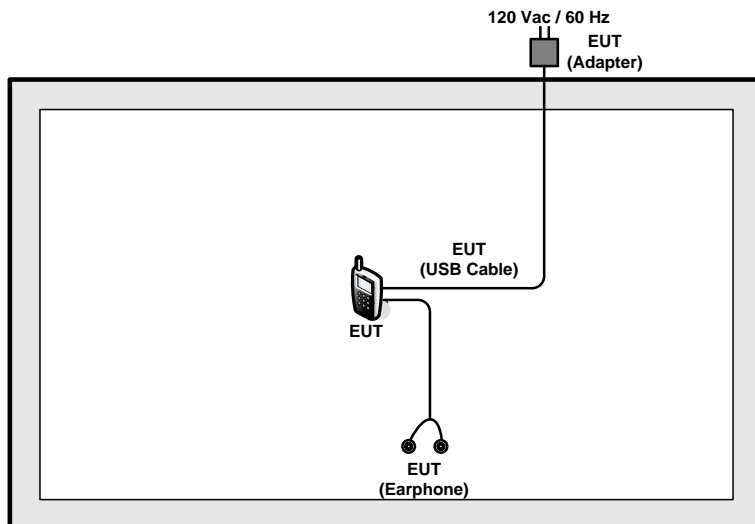 120 Vac / 60 Hz
EUT
(Adapter)
EUT
(USB Cable)
EUT
EUT
(Earphone)